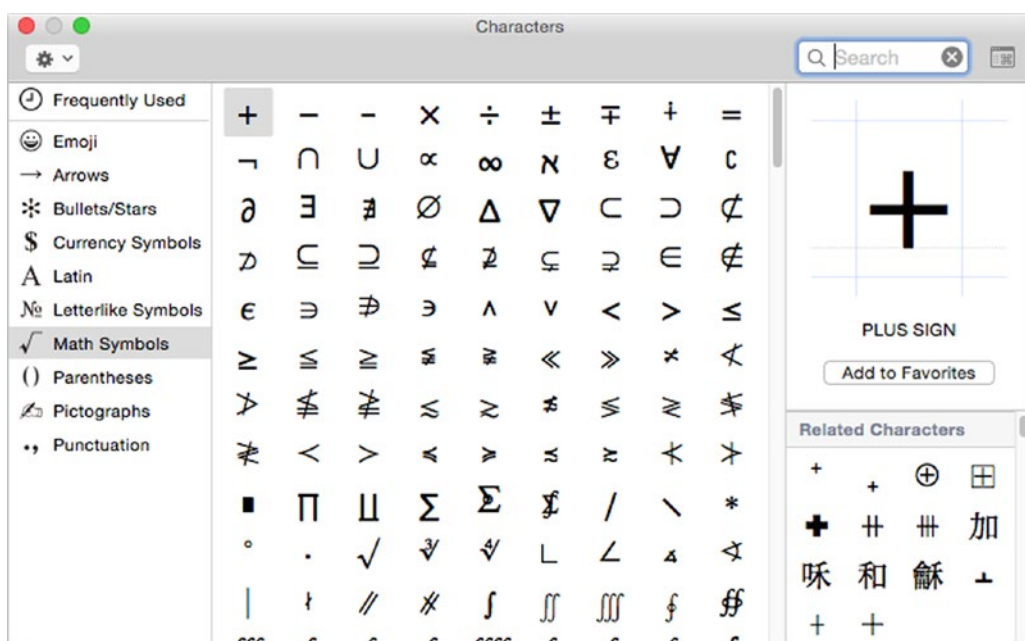 Characters
Search
Frequently Used
Emoji
Arrows
Bullets/Stars
Currency Symbols
Latin
Letterlike Symbols
Math Symbols
Parentheses
Pictographs
Punctuation
+ − – × ÷ ± ∓ ∔ =
¬ ∩ ∪ ∝ ∞ ℵ ∀ ∁
∂ ∃ ∄ ∅ ∆ ∇ ⊂ ⊃ ⊄
⊅ ⊆ ⊇ ⊈ ⊉ ⊊ ⊋ ∈ ∉
∋ ∌ ∍ ∧ ∨ < > ≤
≥ ≦ ≧ ≨ ≩ ≪ ≫ ≮
≯ ≰ ≱ ≲ ≳ ≶ ≷ ≸
≹ ≺ ≻ ⊀ ⊁
∎ ∏ ∐ ∑ / ∖ *
° · √ ∛ ∜ ∟ ∠ ∡ ∢
∣ ∤ ∥ ∦ ∫ ∬ ∭ ∮ ∯
PLUS SIGN
Add to Favorites
Related Characters
+ + ⊕ ⊞
✚ ⧺ ⧻ 加
咊 和 龢
+ +